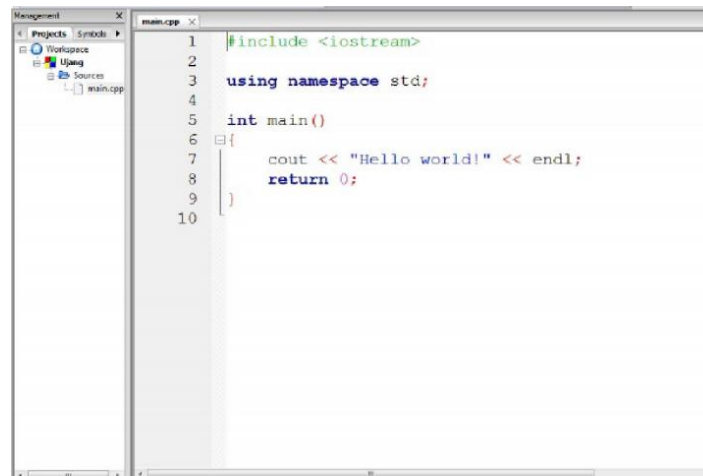 Management X
Projects Symbols
Workspace
Ujang
Sources
main.cpp
main.cpp
1 #include <iostream>
2
3 using namespace std;
4
5 int main()
6 {
7 cout << "Hello world!" << endl;
8 return 0;
9 }
10